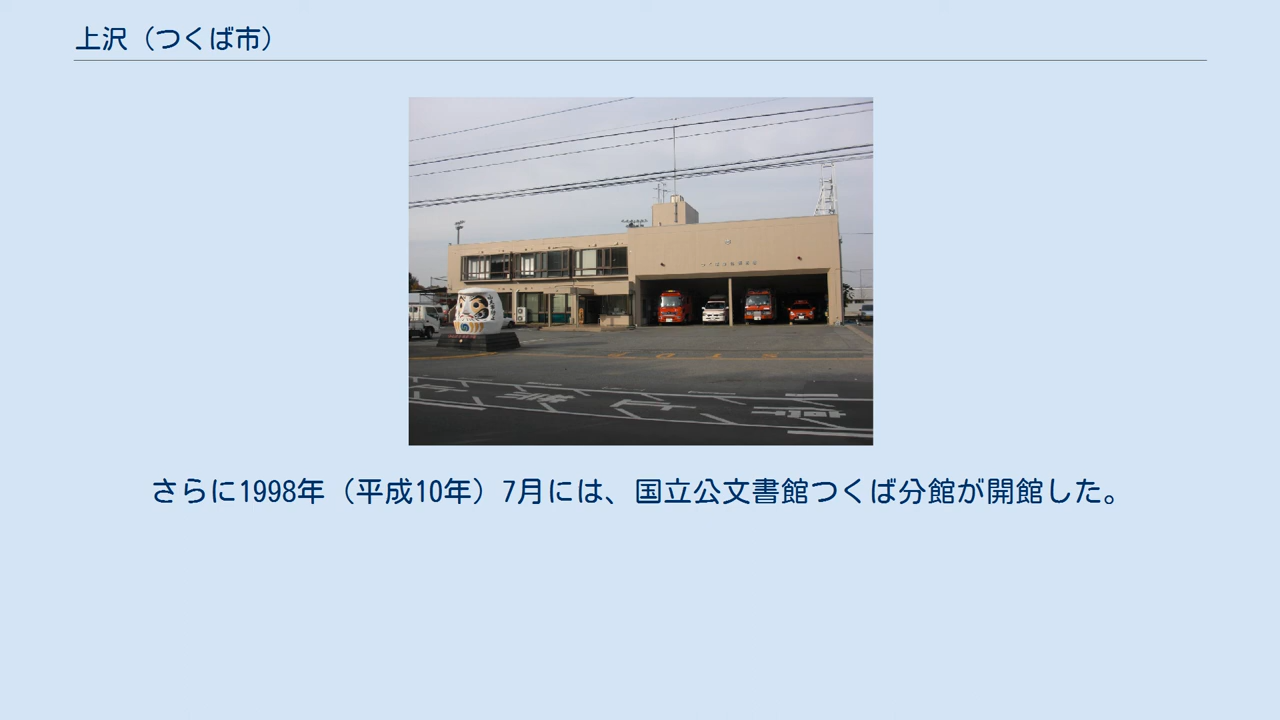 上沢（つくば市）
さらに1998年（平成10年）7月には、国立公文書館つくば分館が開館した。